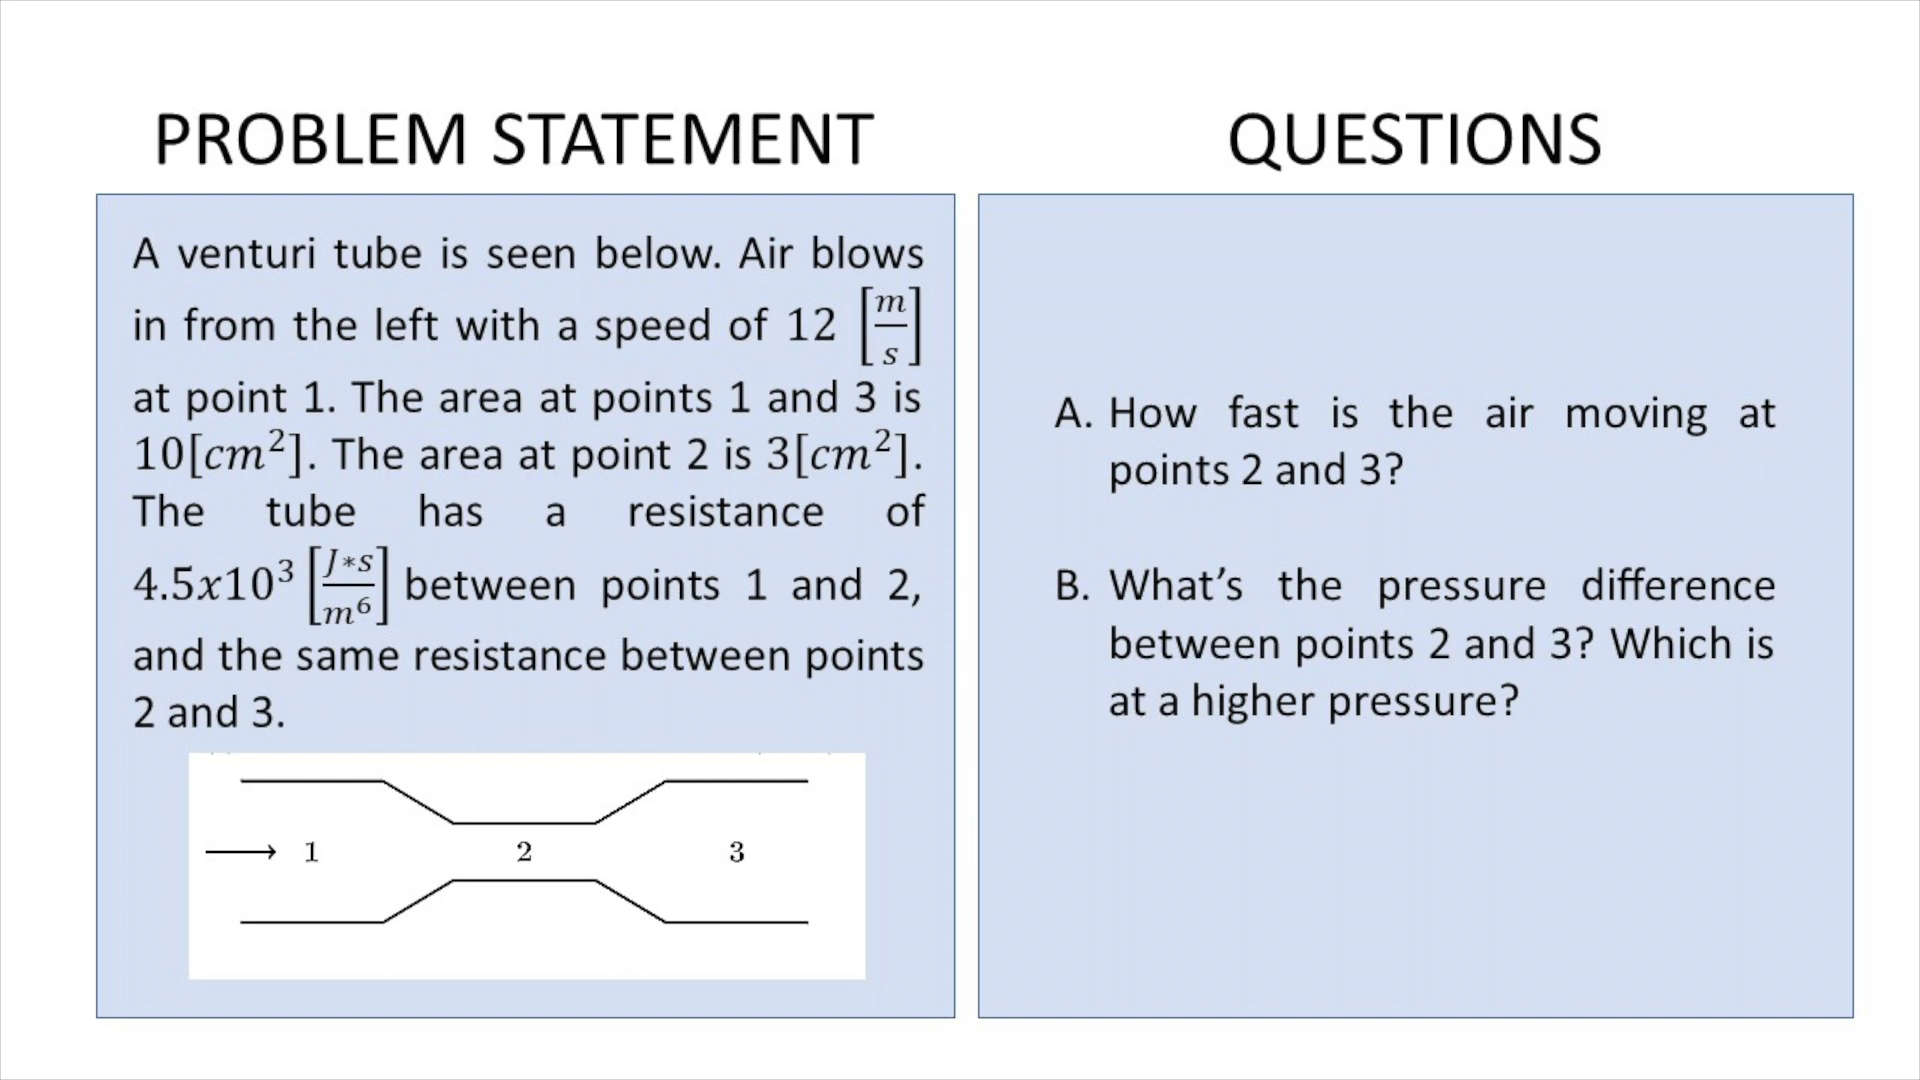 PROBLEM STATEMENT
A venturi tube is seen below. Air blows
in from the left with a speed of 12 [m/s]
at point 1. The area at points 1 and 3 is
10[cm²]. The area at point 2 is 3[cm²].
The tube has a resistance of
4.5x10³ [J*s/m⁶] between points 1 and 2,
and the same resistance between points
2 and 3.
1 2 3
QUESTIONS
A. How fast is the air moving at
points 2 and 3?
B. What's the pressure difference
between points 2 and 3? Which is
at a higher pressure?